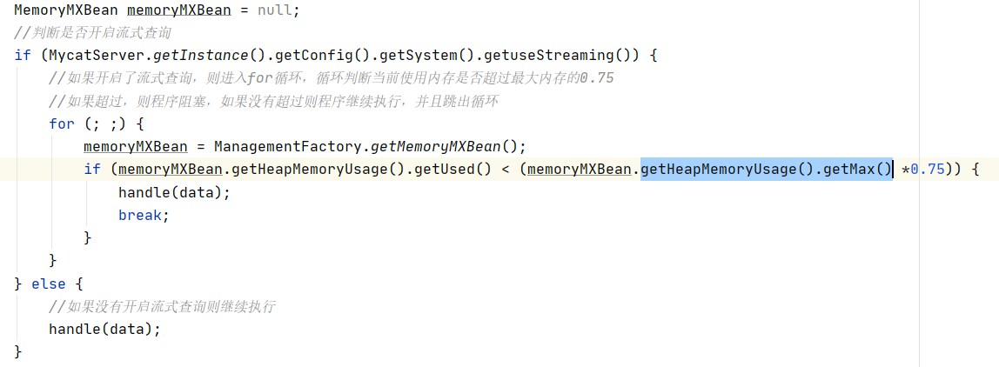 MemoryMXBean memoryMXBean = null;
//判断是否开启流式查询
if (MycatServer.getInstance().getConfig().getSystem().getuseStreaming()) {
//如果开启了流式查询，则进入for循环，循环判断当前使用内存是否超过最大内存的0.75
//如果超过，则程序阻塞，如果没有超过则程序继续执行，并且跳出循环
for (; ;) {
memoryMXBean = ManagementFactory.getMemoryMXBean();
if (memoryMXBean.getHeapMemoryUsage().getUsed() < (memoryMXBean.getHeapMemoryUsage().getMax() *0.75)) {
handle(data);
break;
}
}
} else {
//如果没有开启流式查询则继续执行
handle(data);
}